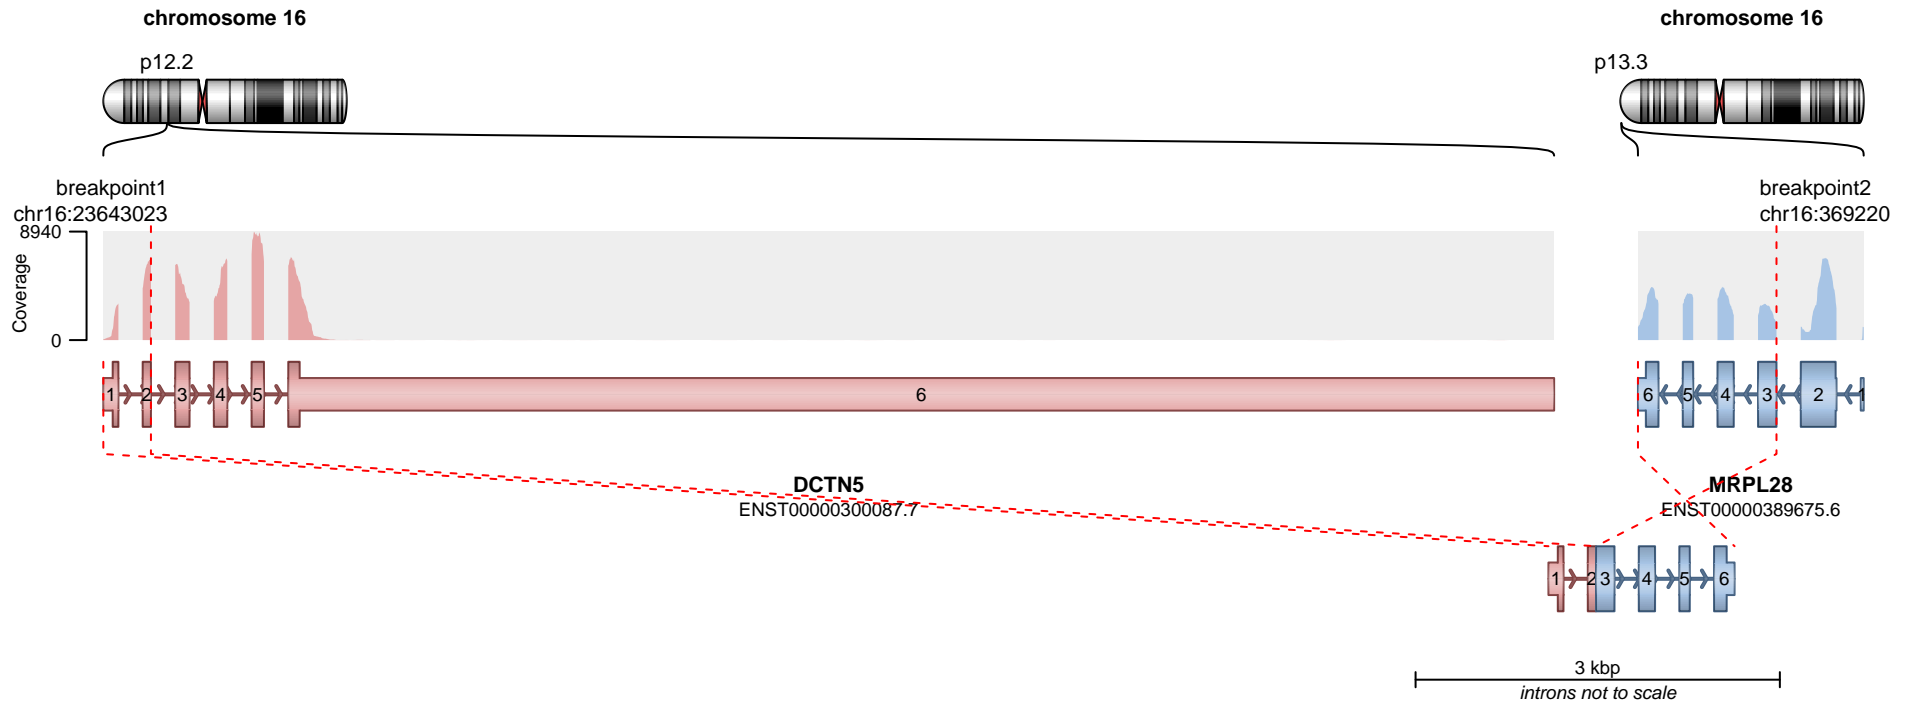 chromosome 16
chromosome 16
p12.2
p13.3
breakpoint1
chr16:23643023
breakpoint2
chr16:369220
8940
Coverage
0
1 2 3 4 5 6
6 5 4 3 2 1
DCTN5
ENST00000300087.7
MRPL28
ENST00000389675.6
1 2 3 4 5 6
3 kbp
introns not to scale